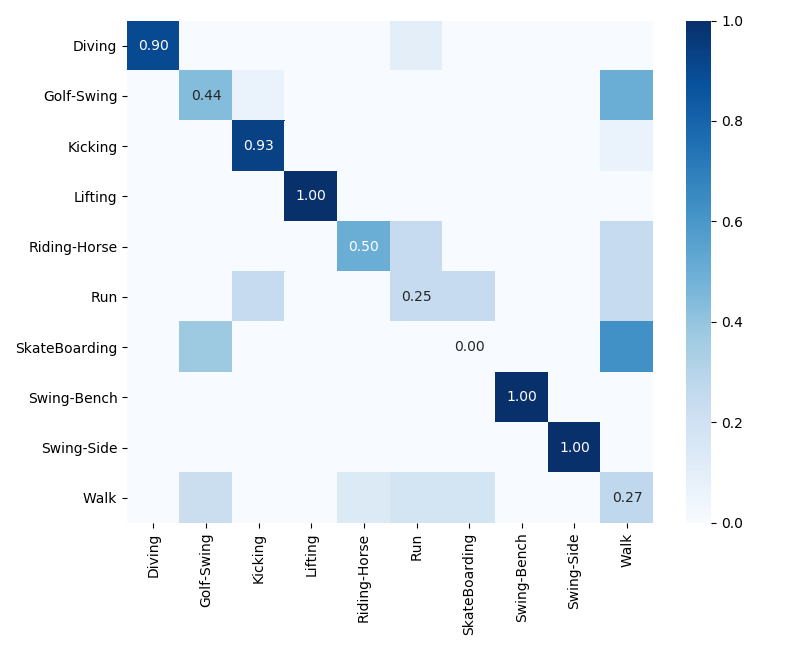 Diving 0.90
Golf-Swing 0.44
Kicking 0.93
Lifting 1.00
Riding-Horse 0.50
Run 0.25
SkateBoarding 0.00
Swing-Bench 1.00
Swing-Side 1.00
Walk 0.27
Diving
Golf-Swing
Kicking
Lifting
Riding-Horse
Run
SkateBoarding
Swing-Bench
Swing-Side
Walk
1.0
0.8
0.6
0.4
0.2
0.0